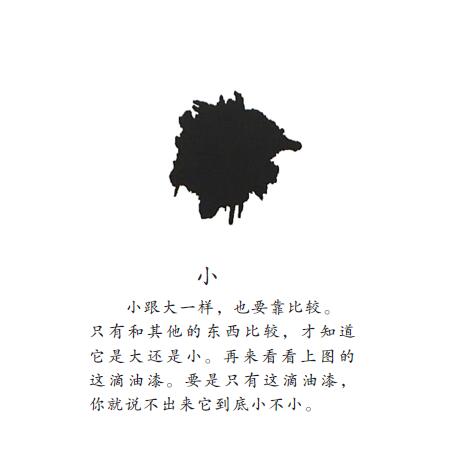 小
小跟大一样，也要靠比较。
只有和其他的东西比较，才知道
它是大还是小。再来看看上图的
这滴油漆。要是只有这滴油漆，
你就说不出来它到底小不小。